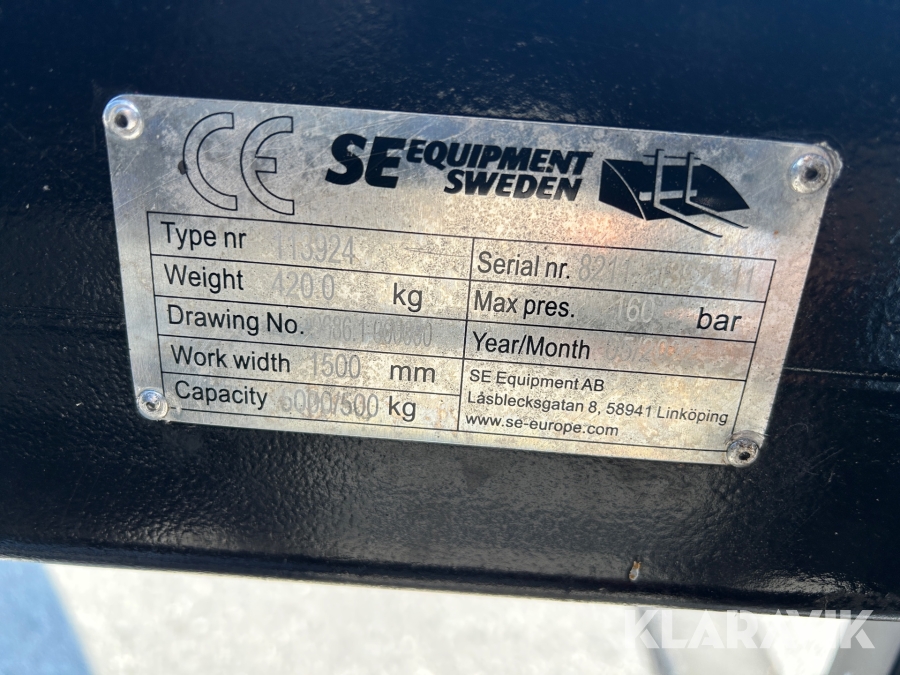 CE SE EQUIPMENT
SWEDEN
Type nr 113924
Weight 420.0 kg
Drawing No.
Work width 1500 mm
Capacity 6000/500 kg
Serial nr.
Max pres. 160 bar
Year/Month
SE Equipment AB
Låsblecksgatan 8, 58941 Linköping
www.se-europe.com
KLARAVIK